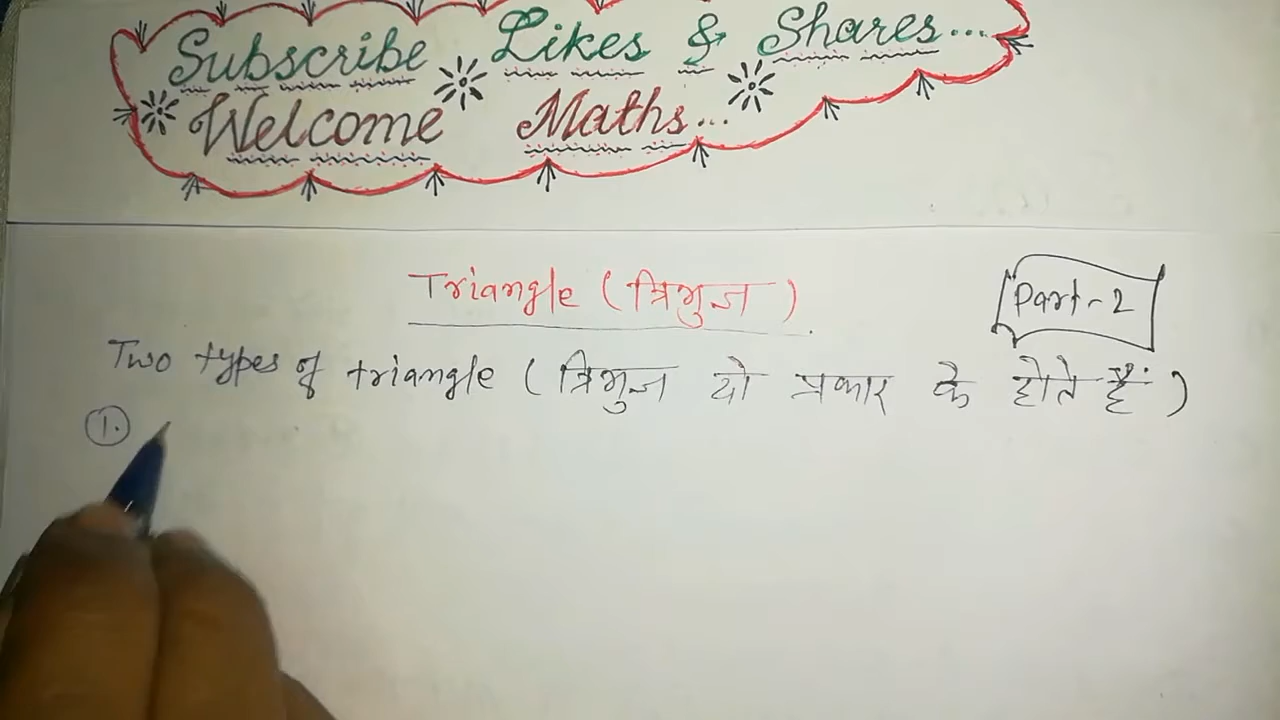 Subscribe Likes & Shares...
Welcome Maths...
Triangle (त्रिभुज)
Part-2
Two types of triangle (त्रिभुज दो प्रकार के होते हैं)
1.